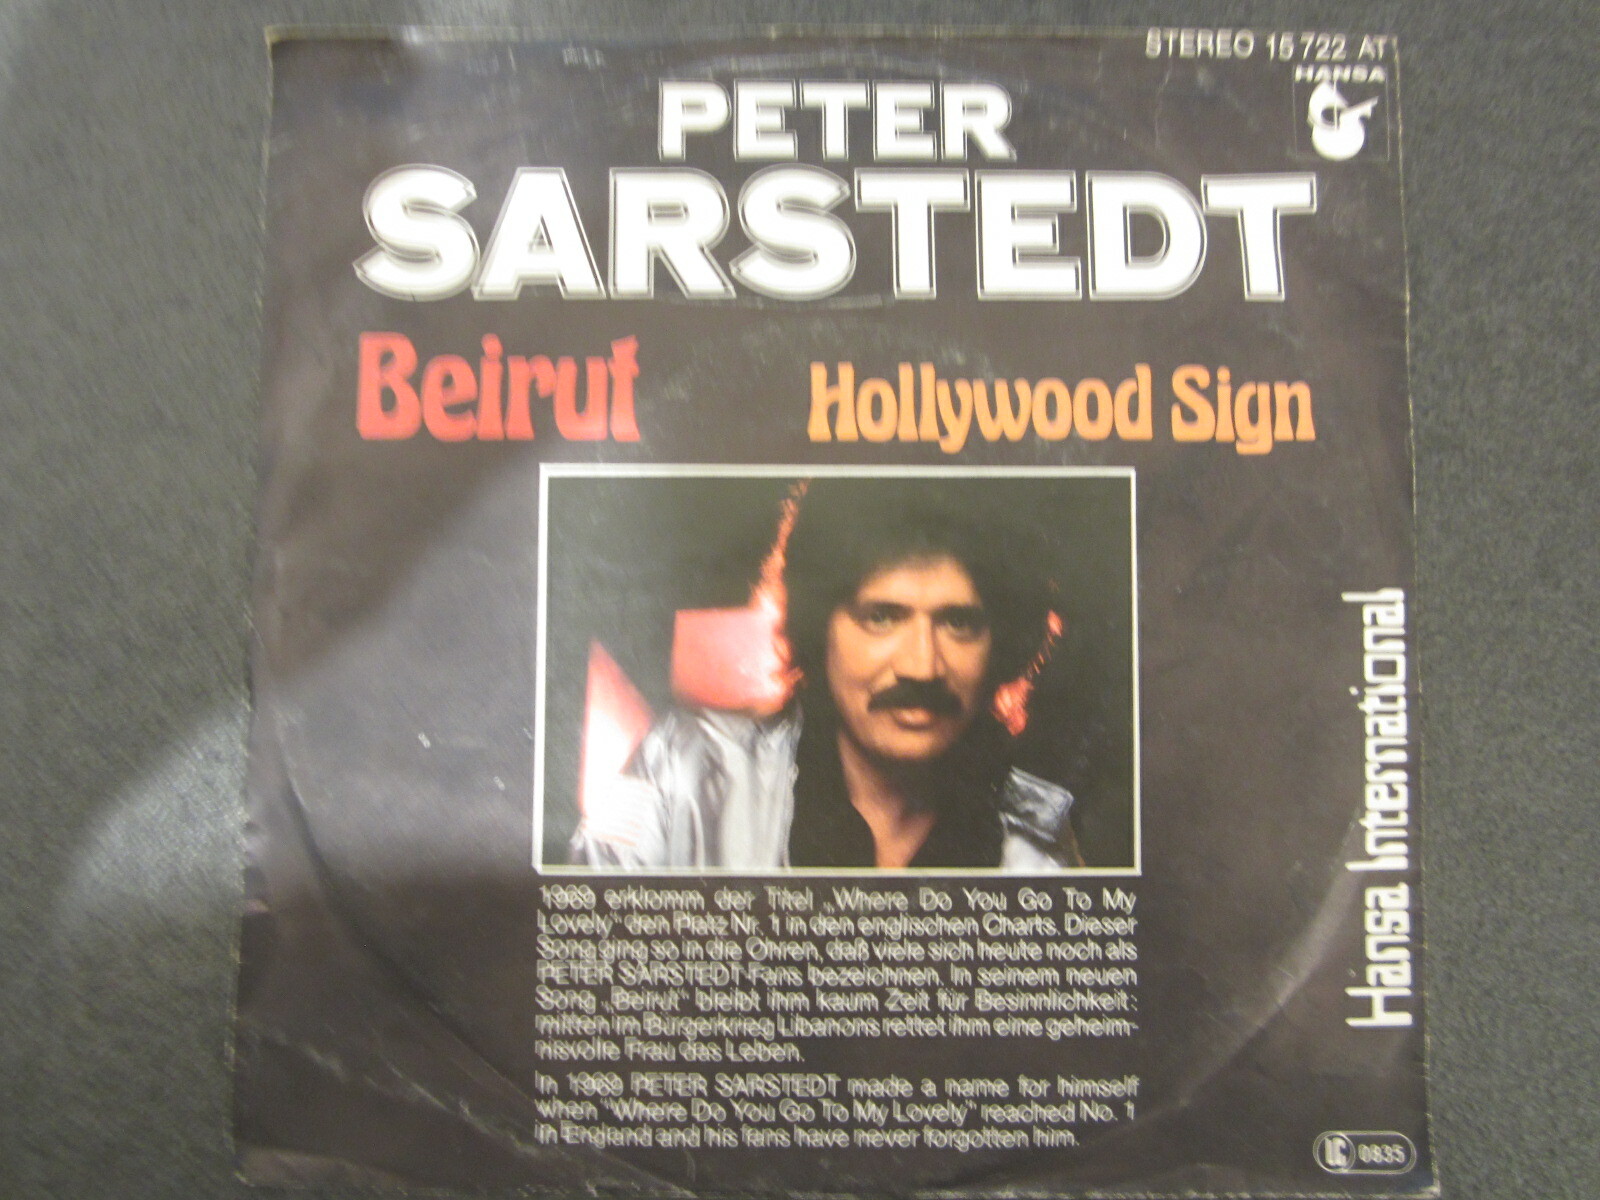 STEREO 15 722 AT
HANSA
PETER
SARSTEDT
Beirut
Hollywood Sign
Hansa International
1969 erklomm der Titel „Where Do You Go To My
Lovely“ den Platz Nr. 1 in den englischen Charts. Dieser
Song ging so in die Ohren, daß viele sich heute noch als
PETER SARSTEDT-Fans bezeichnen. In seinem neuen
Song „Beirut“ bleibt ihm kaum Zeit für Besinnlichkeit:
mitten im Bürgerkrieg Libanons rettet ihm eine geheim-
nisvolle Frau das Leben.
In 1969 PETER SARSTEDT made a name for himself
when "Where Do You Go To My Lovely" reached No. 1
in England and his fans have never forgotten him.
LC 0835